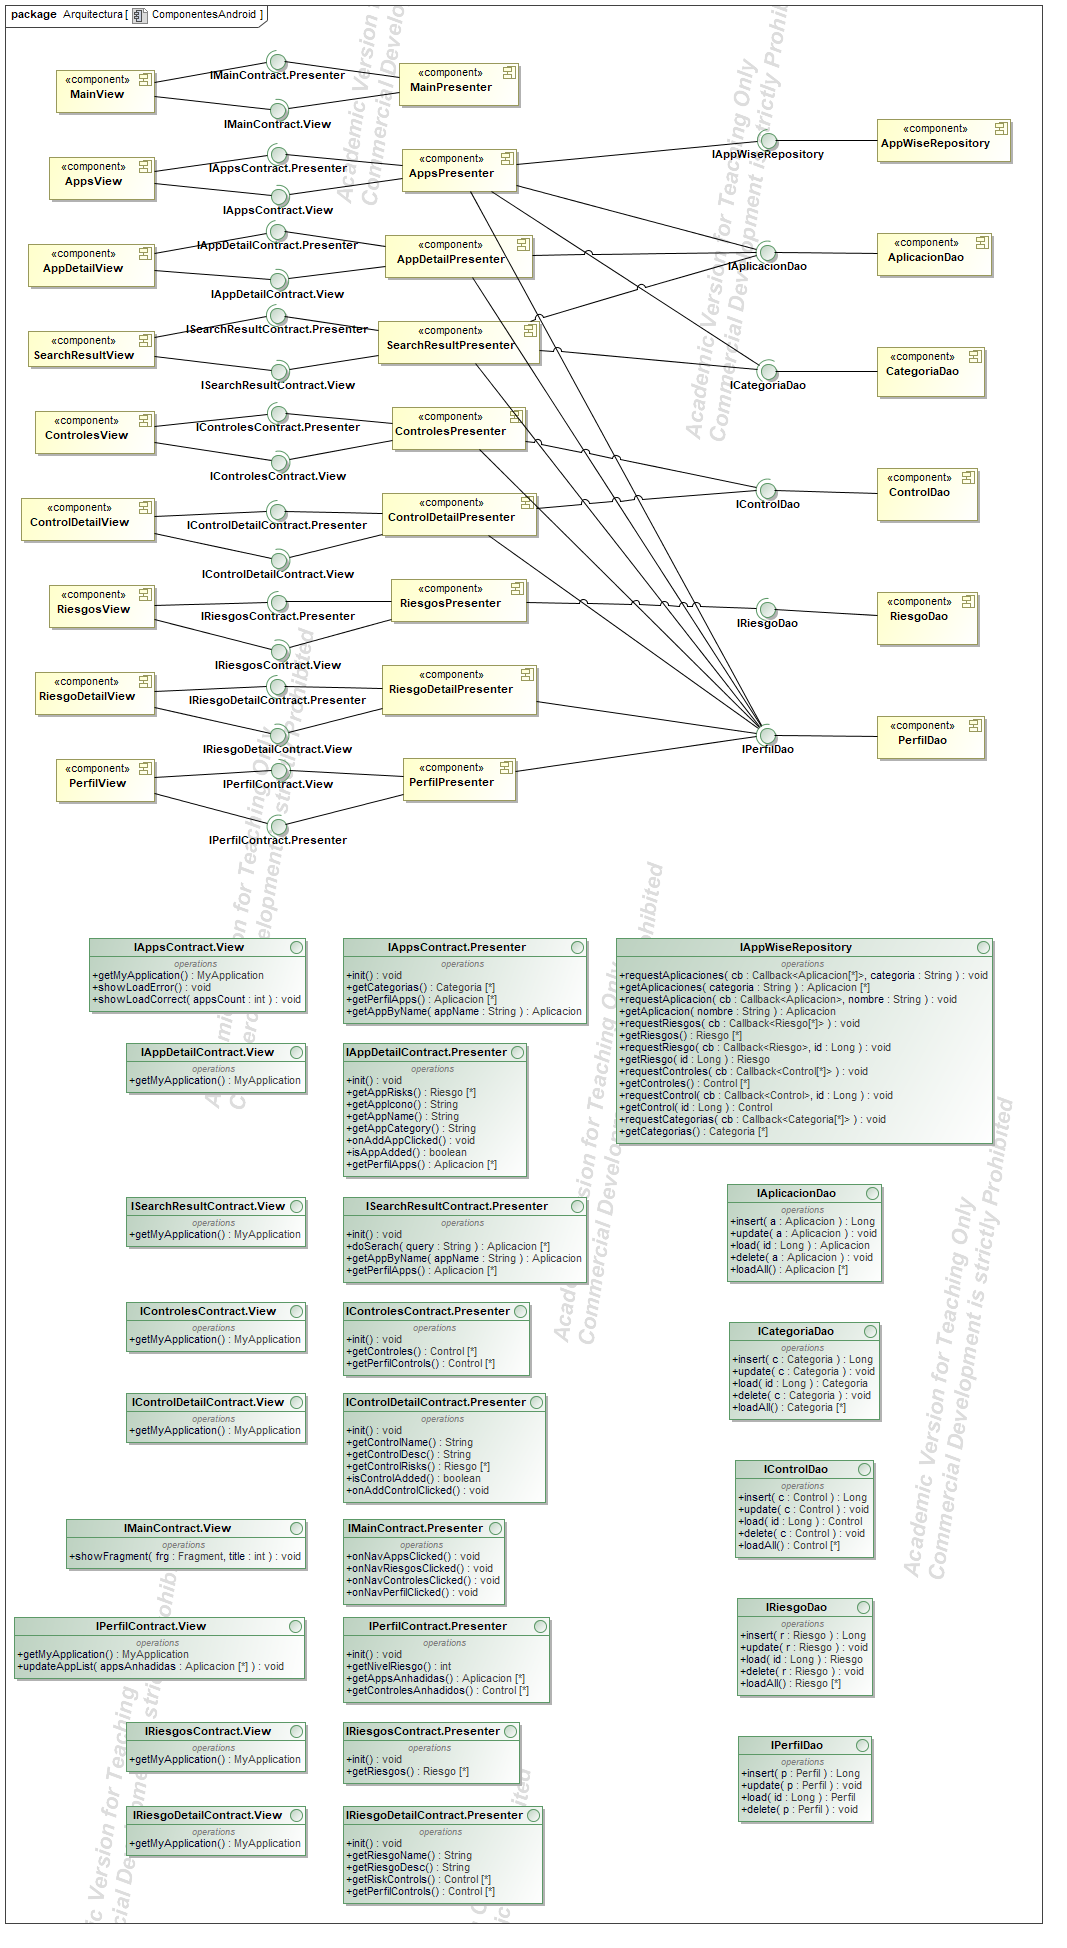 package Arquitectura [ ComponentesAndroid ]
«component»
MainView
IMainContract.Presenter
IMainContract.View
«component»
MainPresenter
«component»
AppsView
IAppsContract.Presenter
IAppsContract.View
«component»
AppsPresenter
IAppWiseRepository
«component»
AppWiseRepository
«component»
AppDetailView
IAppDetailContract.Presenter
IAppDetailContract.View
«component»
AppDetailPresenter
IAplicacionDao
«component»
AplicacionDao
«component»
SearchResultView
ISearchResultContract.Presenter
ISearchResultContract.View
«component»
SearchResultPresenter
ICategoriaDao
«component»
CategoriaDao
«component»
ControlesView
IControlesContract.Presenter
IControlesContract.View
«component»
ControlesPresenter
IControlDao
«component»
ControlDao
«component»
ControlDetailView
IControlDetailContract.Presenter
IControlDetailContract.View
«component»
ControlDetailPresenter
«component»
RiesgosView
IRiesgosContract.Presenter
IRiesgosContract.View
«component»
RiesgosPresenter
IRiesgoDao
«component»
RiesgoDao
«component»
RiesgoDetailView
IRiesgoDetailContract.Presenter
IRiesgoDetailContract.View
«component»
RiesgoDetailPresenter
IPerfilDao
«component»
PerfilDao
«component»
PerfilView
IPerfilContract.View
IPerfilContract.Presenter
«component»
PerfilPresenter
IAppsContract.View
operations
+getMyApplication() : MyApplication
+showLoadError() : void
+showLoadCorrect( appsCount : int ) : void
IAppsContract.Presenter
operations
+init() : void
+getCategorias() : Categoria [*]
+getPerfilApps() : Aplicacion [*]
+getAppByName( appName : String ) : Aplicacion
IAppWiseRepository
operations
+requestAplicaciones( cb : Callback<Aplicacion[*]>, categoria : String ) : void
+getAplicaciones( categoria : String ) : Aplicacion [*]
+requestAplicacion( cb : Callback<Aplicacion>, nombre : String ) : void
+getAplicacion( nombre : String ) : Aplicacion
+requestRiesgos( cb : Callback<Riesgo[*]> ) : void
+getRiesgos() : Riesgo [*]
+requestRiesgo( cb : Callback<Riesgo>, id : Long ) : void
+getRiesgo( id : Long ) : Riesgo
+requestControles( cb : Callback<Control[*]> ) : void
+getControles() : Control [*]
+requestControl( cb : Callback<Control>, id : Long ) : void
+getControl( id : Long ) : Control
+requestCategorias( cb : Callback<Categoria[*]> ) : void
+getCategorias() : Categoria [*]
IAppDetailContract.View
operations
+getMyApplication() : MyApplication
IAppDetailContract.Presenter
operations
+init() : void
+getAppRisks() : Riesgo [*]
+getAppIcono() : String
+getAppName() : String
+getAppCategory() : String
+onAddAppClicked() : void
+isAppAdded() : boolean
+getPerfilApps() : Aplicacion [*]
ISearchResultContract.View
operations
+getMyApplication() : MyApplication
ISearchResultContract.Presenter
operations
+init() : void
+doSerach( query : String ) : Aplicacion [*]
+getAppByName( appName : String ) : Aplicacion
+getPerfilApps() : Aplicacion [*]
IAplicacionDao
operations
+insert( a : Aplicacion ) : Long
+update( a : Aplicacion ) : void
+load( id : Long ) : Aplicacion
+delete( a : Aplicacion ) : void
+loadAll() : Aplicacion [*]
IControlesContract.View
operations
+getMyApplication() : MyApplication
IControlesContract.Presenter
operations
+init() : void
+getControles() : Control [*]
+getPerfilControls() : Control [*]
ICategoriaDao
operations
+insert( c : Categoria ) : Long
+update( c : Categoria ) : void
+load( id : Long ) : Categoria
+delete( c : Categoria ) : void
+loadAll() : Categoria [*]
IControlDetailContract.View
operations
+getMyApplication() : MyApplication
IControlDetailContract.Presenter
operations
+init() : void
+getControlName() : String
+getControlDesc() : String
+getControlRisks() : Riesgo [*]
+isControlAdded() : boolean
+onAddControlClicked() : void
IControlDao
operations
+insert( c : Control ) : Long
+update( c : Control ) : void
+load( id : Long ) : Control
+delete( c : Control ) : void
+loadAll() : Control [*]
IMainContract.View
operations
+showFragment( frg : Fragment, title : int ) : void
IMainContract.Presenter
operations
+onNavAppsClicked() : void
+onNavRiesgosClicked() : void
+onNavControlesClicked() : void
+onNavPerfilClicked() : void
IPerfilContract.View
operations
+getMyApplication() : MyApplication
+updateAppList( appsAnhadidas : Aplicacion [*] ) : void
IPerfilContract.Presenter
operations
+init() : void
+getNivelRiesgo() : int
+getAppsAnhadidas() : Aplicacion [*]
+getControlesAnhadidos() : Control [*]
IRiesgoDao
operations
+insert( r : Riesgo ) : Long
+update( r : Riesgo ) : void
+load( id : Long ) : Riesgo
+delete( r : Riesgo ) : void
+loadAll() : Riesgo [*]
IRiesgosContract.View
operations
+getMyApplication() : MyApplication
IRiesgosContract.Presenter
operations
+init() : void
+getRiesgos() : Riesgo [*]
IPerfilDao
operations
+insert( p : Perfil ) : Long
+update( p : Perfil ) : void
+load( id : Long ) : Perfil
+delete( p : Perfil ) : void
IRiesgoDetailContract.View
operations
+getMyApplication() : MyApplication
IRiesgoDetailContract.Presenter
operations
+init() : void
+getRiesgoName() : String
+getRiesgoDesc() : String
+getRiskControls() : Control [*]
+getPerfilControls() : Control [*]
Academic Version for Teaching Only
Commercial Development is strictly Prohibited